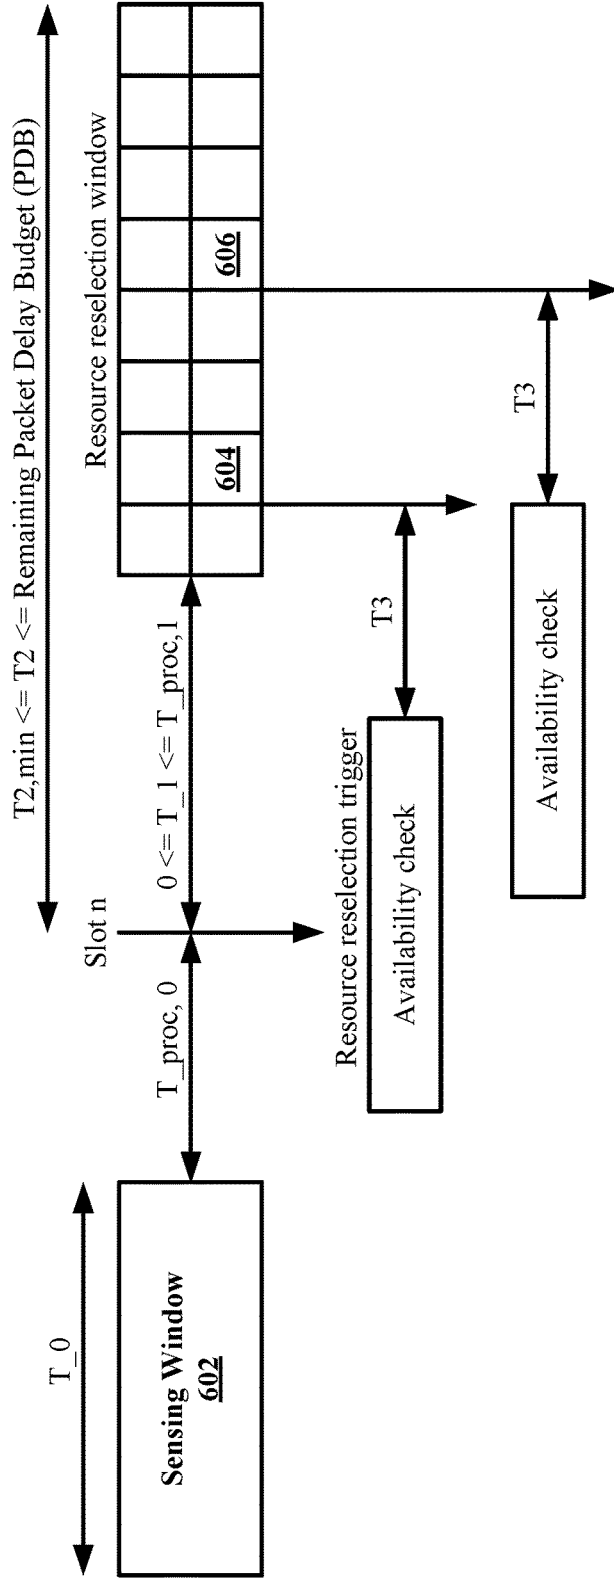 T2,min <= T2 <= Remaining Packet Delay Budget (PDB)
Resource reselection window
T_0
Slot n
Sensing Window
602
T_proc, 0
0 <= T_1 <= T_proc,1
604
606
Resource reselection trigger
Availability check
T3
Availability check
T3